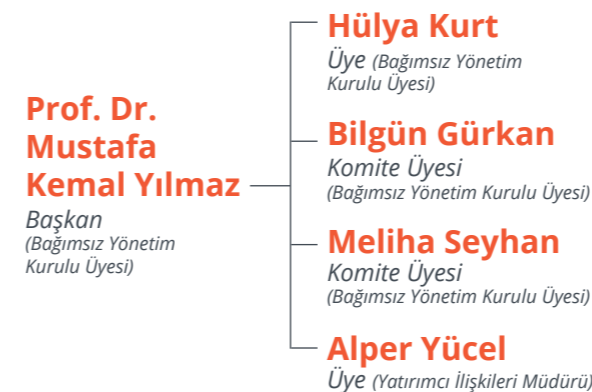 Prof. Dr.
Mustafa
Kemal Yılmaz
Başkan
(Bağımsız Yönetim
Kurulu Üyesi)
Hülya Kurt
Üye (Bağımsız Yönetim
Kurulu Üyesi)
Bilgün Gürkan
Komite Üyesi
(Bağımsız Yönetim Kurulu Üyesi)
Meliha Seyhan
Komite Üyesi
(Bağımsız Yönetim Kurulu Üyesi)
Alper Yücel
Üye (Yatırımcı İlişkileri Müdürü)